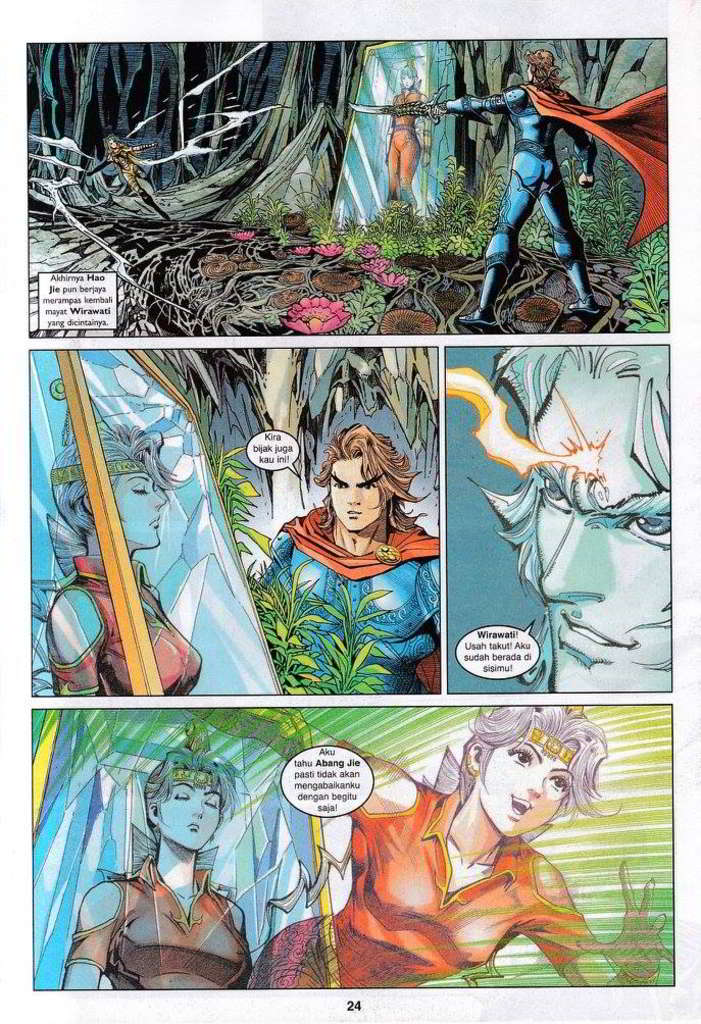 Akhirnya Hao
Jie pun berjaya
merampas kembali
mayat Wirawati
yang dicintainya.
Kira
bijak juga
kau ini!
Wirawati!
Usah takut! Aku
sudah berada di
sisimu!
Aku
tahu Abang Jie
pasti tidak akan
mengabaikanku
dengan begitu
saja!
24